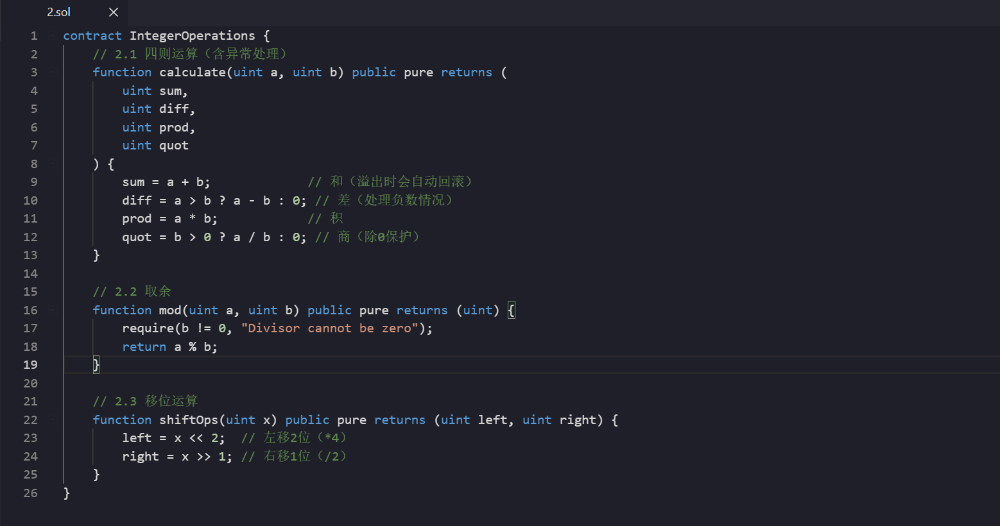 2.sol
1 contract IntegerOperations {
2 // 2.1 四则运算（含异常处理）
3 function calculate(uint a, uint b) public pure returns (
4 uint sum,
5 uint diff,
6 uint prod,
7 uint quot
8 ) {
9 sum = a + b; // 和（溢出时会自动回滚）
10 diff = a > b ? a - b : 0; // 差（处理负数情况）
11 prod = a * b; // 积
12 quot = b > 0 ? a / b : 0; // 商（除0保护）
13 }
14
15 // 2.2 取余
16 function mod(uint a, uint b) public pure returns (uint) {
17 require(b != 0, "Divisor cannot be zero");
18 return a % b;
19 }
20
21 // 2.3 移位运算
22 function shiftOps(uint x) public pure returns (uint left, uint right) {
23 left = x << 2; // 左移2位（*4）
24 right = x >> 1; // 右移1位（/2）
25 }
26 }